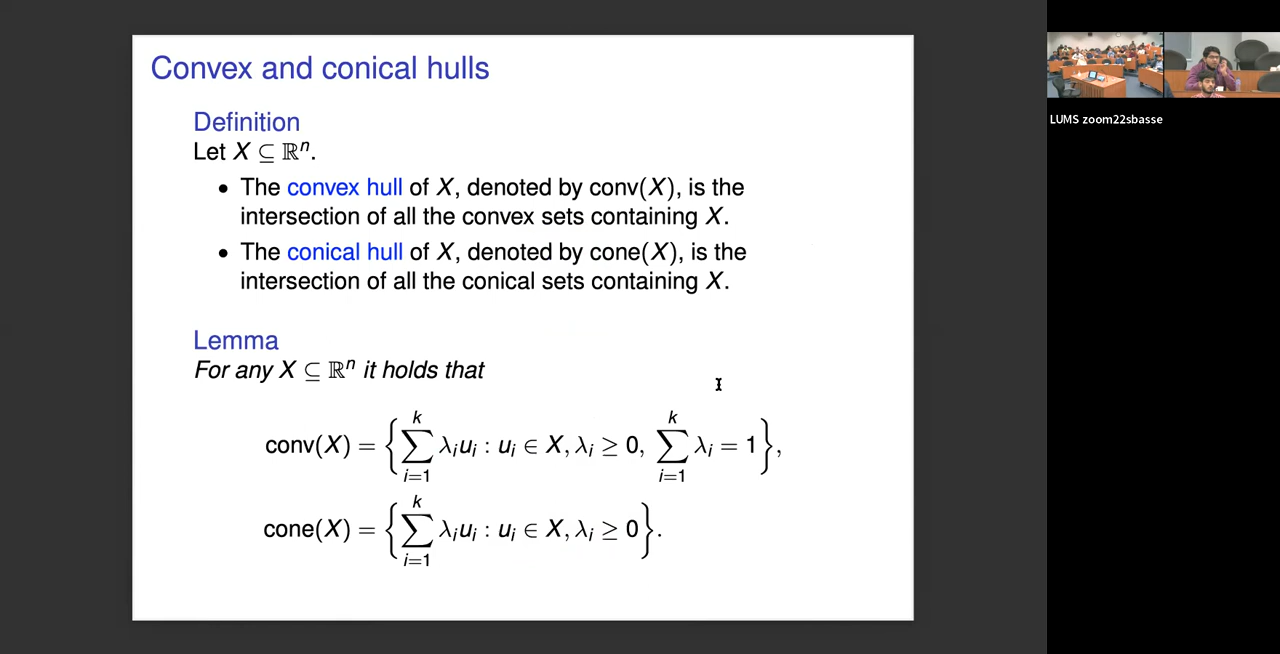 Convex and conical hulls
Definition
Let X ⊆ ℝⁿ.
• The convex hull of X, denoted by conv(X), is the
intersection of all the convex sets containing X.
• The conical hull of X, denoted by cone(X), is the
intersection of all the conical sets containing X.
Lemma
For any X ⊆ ℝⁿ it holds that
conv(X) = { ∑_{i=1}^{k} λᵢuᵢ : uᵢ ∈ X, λᵢ ≥ 0, ∑_{i=1}^{k} λᵢ = 1 },
cone(X) = { ∑_{i=1}^{k} λᵢuᵢ : uᵢ ∈ X, λᵢ ≥ 0 }.
LUMS zoom22sbasse